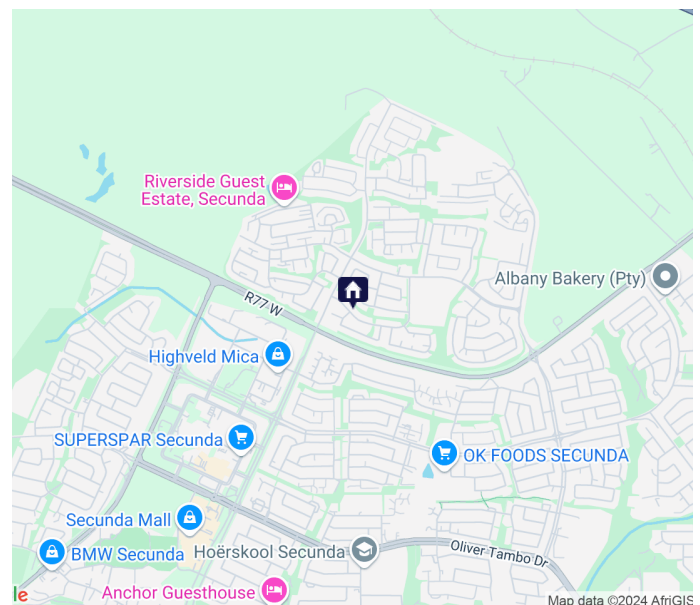 Riverside Guest
Estate, Secunda
Albany Bakery (Pty)
R77 W
Highveld Mica
SUPERSPAR Secunda
OK FOODS SECUNDA
Secunda Mall
BMW Secunda
Hoërskool Secunda
Oliver Tambo Dr
Anchor Guesthouse
le
Map data ©2024 AfriGIS